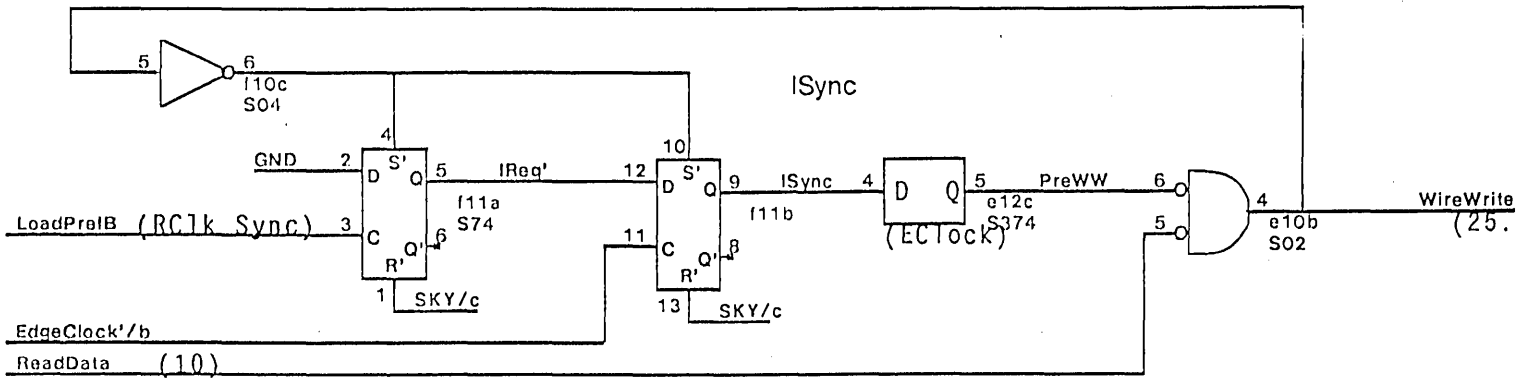 5
6
f10c
S04
ISync
4
10
GND
2
S'
D
Q
5
IReq'
12
S'
D
Q
9
ISync
4
D
Q
5
PreWW
6
f11a
S74
f11b
e12c
S374
(EClock)
4
WireWrite
(25.
e10b
S02
5
LoadPreIB (RClk Sync)
3
C
Q'
6
R'
11
C
Q'
8
R'
1
SKY/c
13
SKY/c
EdgeClock'/b
ReadData (10)